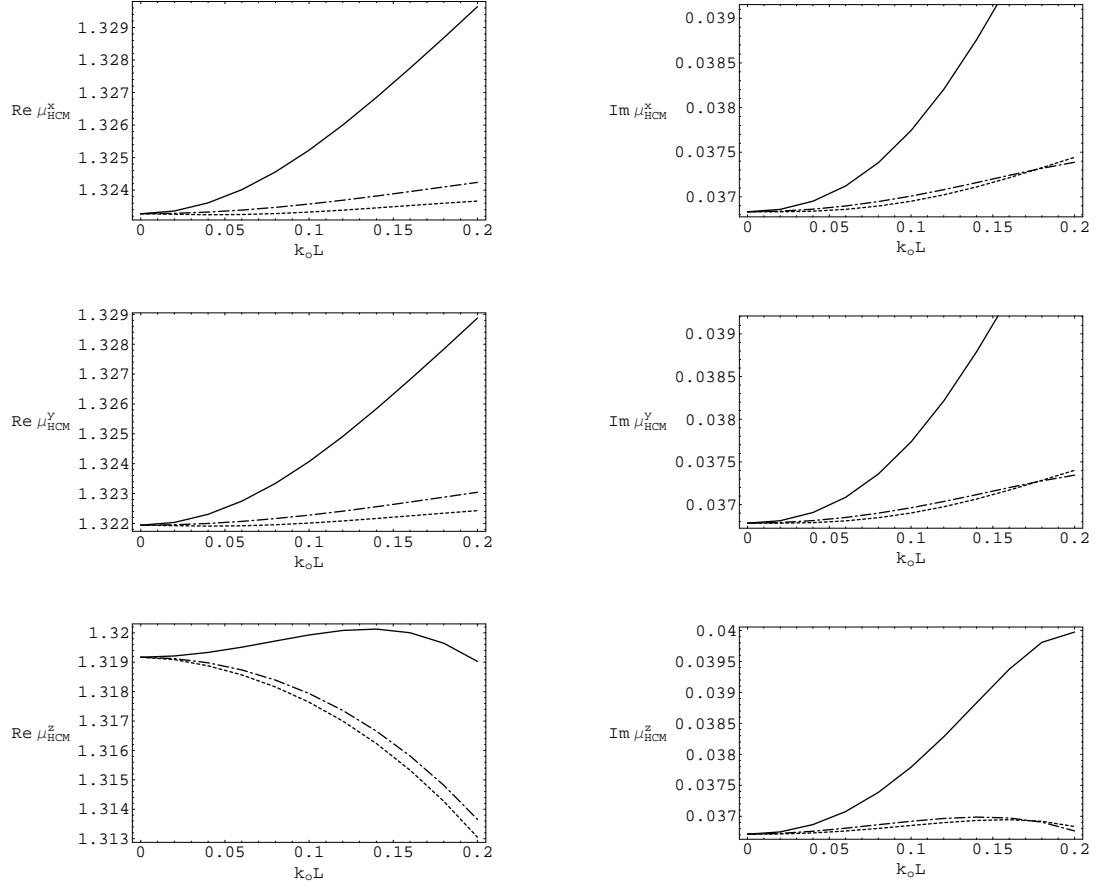 1.329
1.328
1.327
Re μ^x_HCM 1.326
1.325
1.324
0 0.05 0.1 0.15 0.2
k_oL
0.039
0.0385
Im μ^x_HCM 0.038
0.0375
0.037
0 0.05 0.1 0.15 0.2
k_oL
1.329
1.328
1.327
1.326
Re μ^y_HCM 1.325
1.324
1.323
1.322
0 0.05 0.1 0.15 0.2
k_oL
0.039
0.0385
Im μ^y_HCM 0.038
0.0375
0.037
0 0.05 0.1 0.15 0.2
k_oL
1.32
1.319
1.318
1.317
Re μ^z_HCM 1.316
1.315
1.314
1.313
0 0.05 0.1 0.15 0.2
k_oL
0.04
0.0395
0.039
0.0385
Im μ^z_HCM 0.038
0.0375
0.037
0 0.05 0.1 0.15 0.2
k_oL